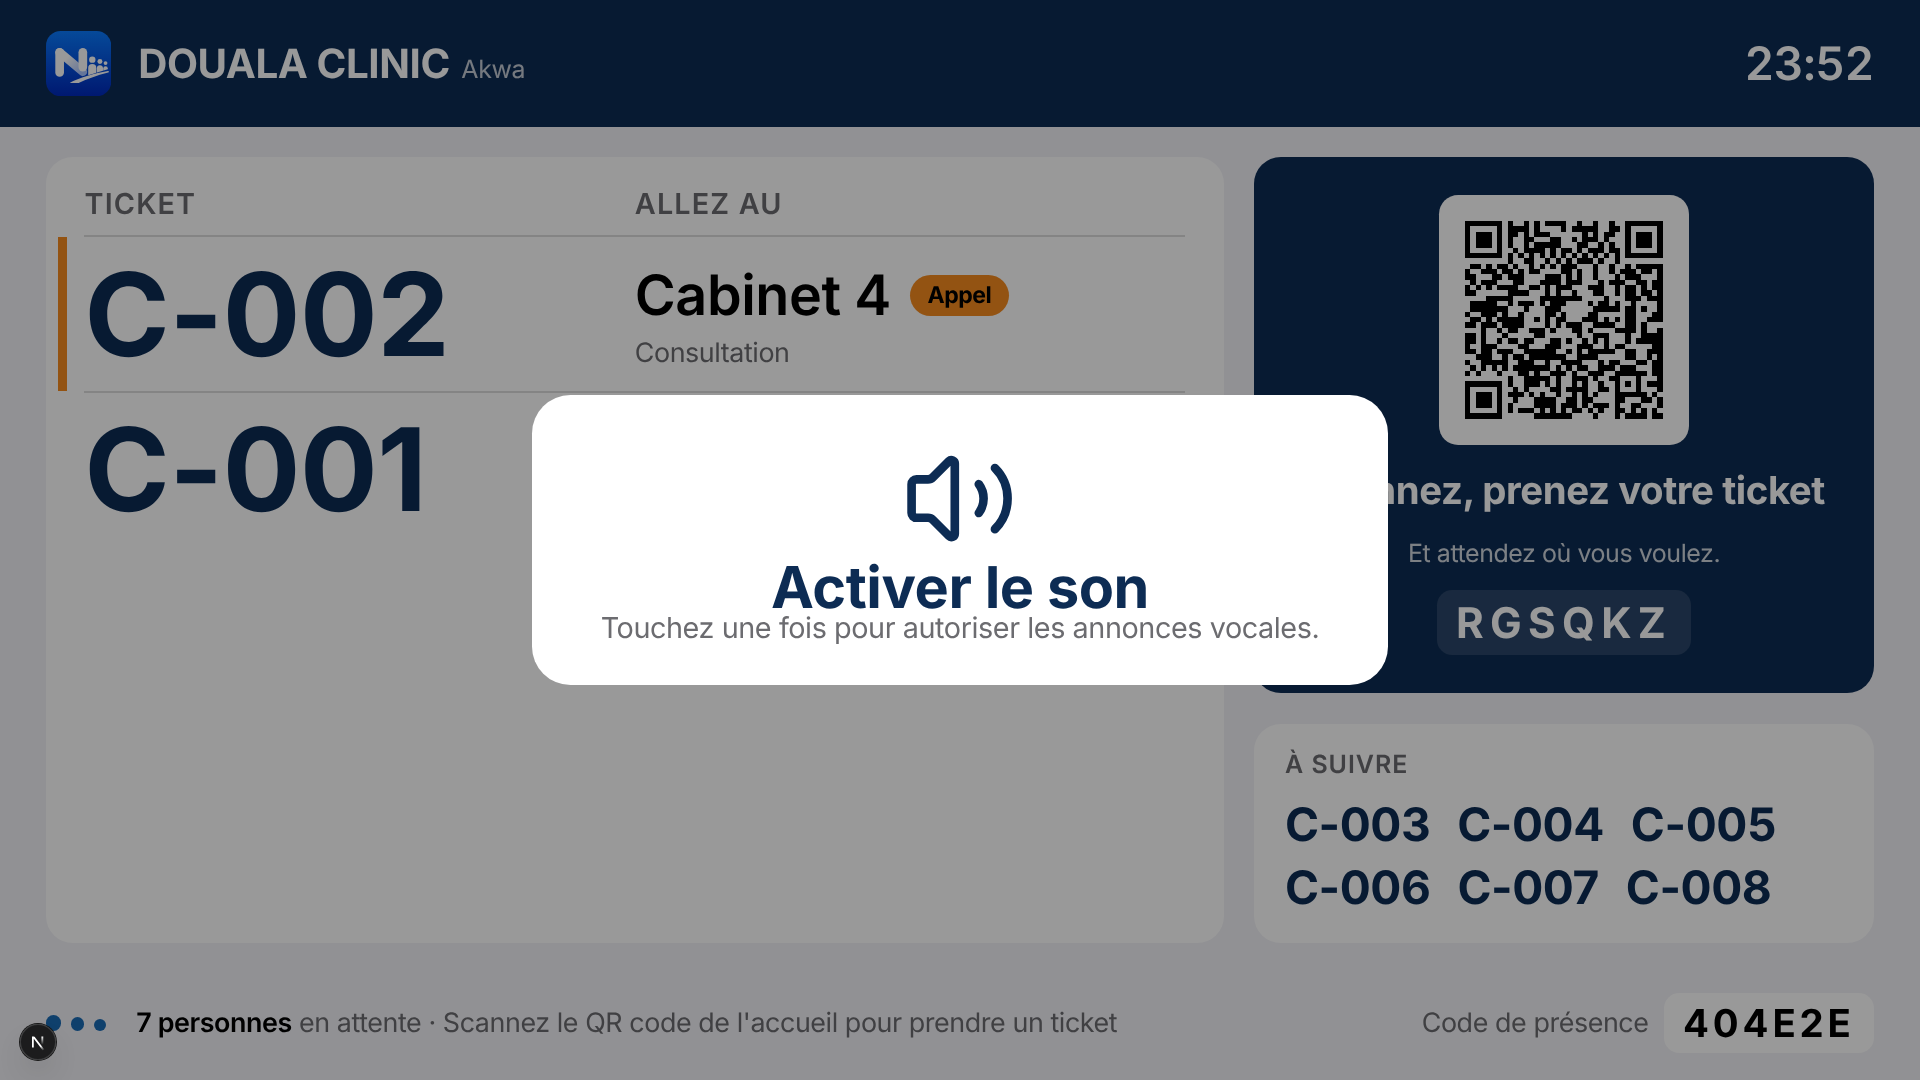 DOUALA CLINIC Akwa
23:52
TICKET
ALLEZ AU
C-002
Cabinet 4
Appel
Consultation
C-001
Activer le son
Touchez une fois pour autoriser les annonces vocales.
prenez votre ticket
Et attendez où vous voulez.
RGSQKZ
À SUIVRE
C-003 C-004 C-005
C-006 C-007 C-008
7 personnes en attente · Scannez le QR code de l'accueil pour prendre un ticket
Code de présence 404E2E